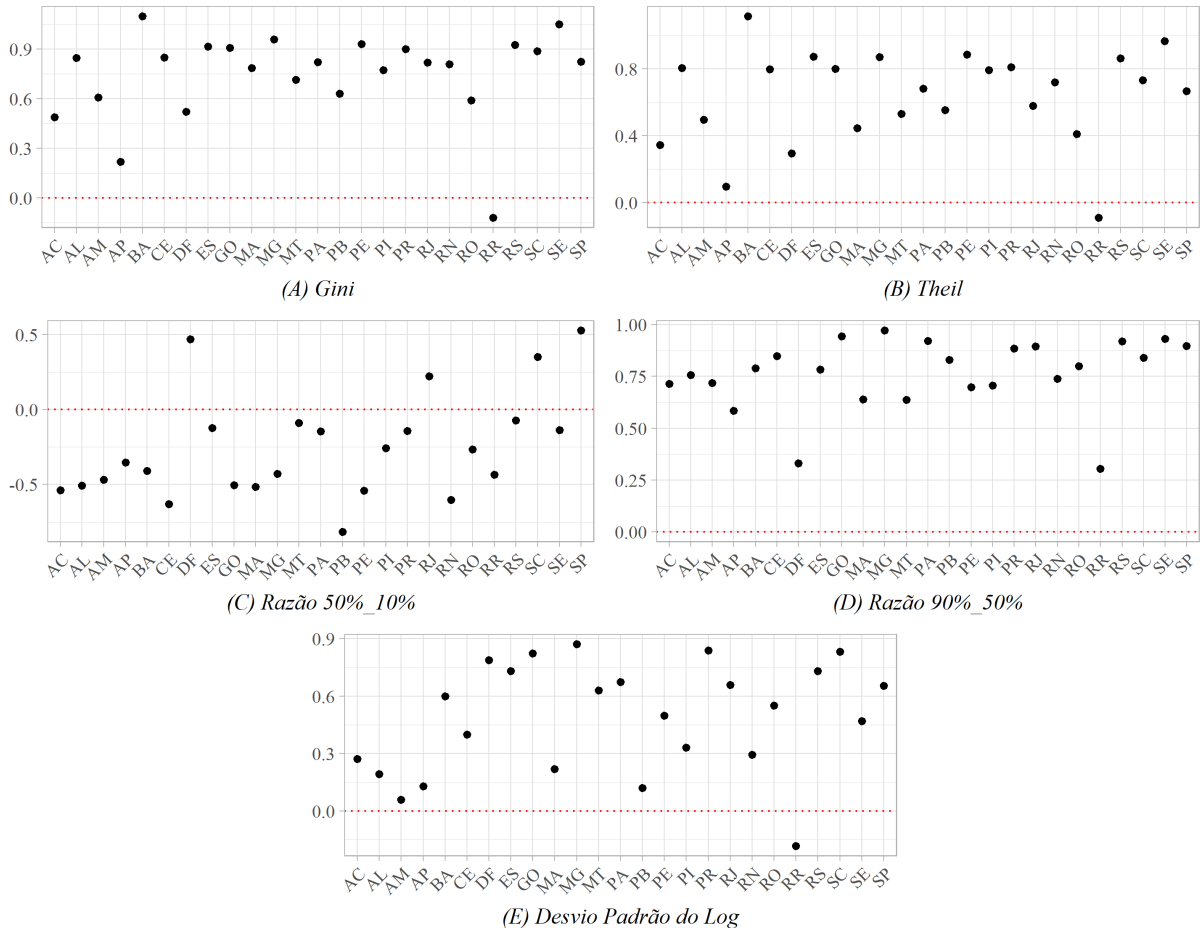 0.9
0.6
0.3
0.0
AC AL AM AP BA CE DF ES GO MA MG MT PA PB PE PI PR RJ RN RO RR RS SC SE SP
(A) Gini
0.8
0.4
0.0
AC AL AM AP BA CE DF ES GO MA MG MT PA PB PE PI PR RJ RN RO RR RS SC SE SP
(B) Theil
0.5
0.0
-0.5
AC AL AM AP BA CE DF ES GO MA MG MT PA PB PE PI PR RJ RN RO RR RS SC SE SP
(C) Razão 50%_10%
1.00
0.75
0.50
0.25
0.00
AC AL AM AP BA CE DF ES GO MA MG MT PA PB PE PI PR RJ RN RO RR RS SC SE SP
(D) Razão 90%_50%
0.9
0.6
0.3
0.0
AC AL AM AP BA CE DF ES GO MA MG MT PA PB PE PI PR RJ RN RO RR RS SC SE SP
(E) Desvio Padrão do Log